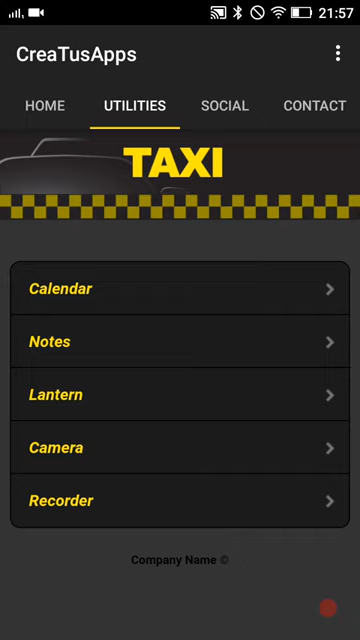 21:57
CreaTusApps
HOME UTILITIES SOCIAL CONTACT
TAXI
Calendar
Notes
Lantern
Camera
Recorder
Company Name ©